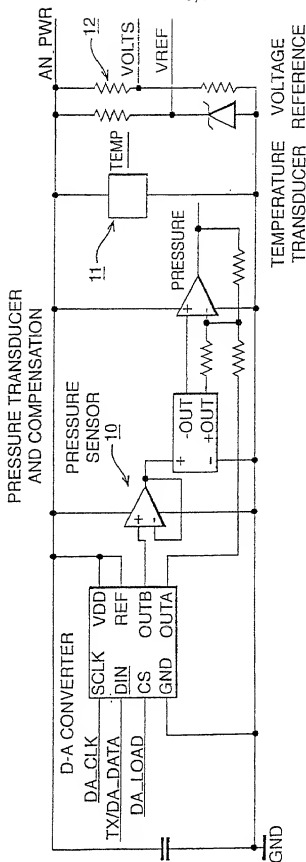 PRESSURE TRANSDUCER
AND COMPENSATION
D-A CONVERTER
PRESSURE
SENSOR
10
DA_CLK
TX/DA_DATA
DA_LOAD
SCLK
DIN
CS
GND
VDD
REF
OUTB
OUTA
+
-
+
-
-OUT
+OUT
+
-
PRESSURE
11
TEMP
12
AN_PWR
VOLTS
VREF
GND
TEMPERATURE
TRANSDUCER
VOLTAGE
REFERENCE